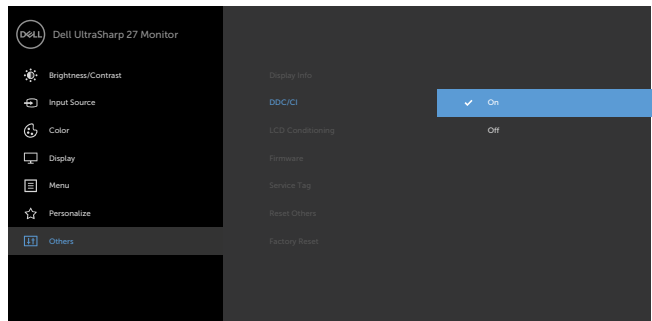 DELL Dell UltraSharp 27 Monitor
Brightness/Contrast
Display Info
Input Source
DDC/CI
On
Color
LCD Conditioning
Off
Display
Firmware
Menu
Service Tag
Personalize
Reset Others
Others
Factory Reset